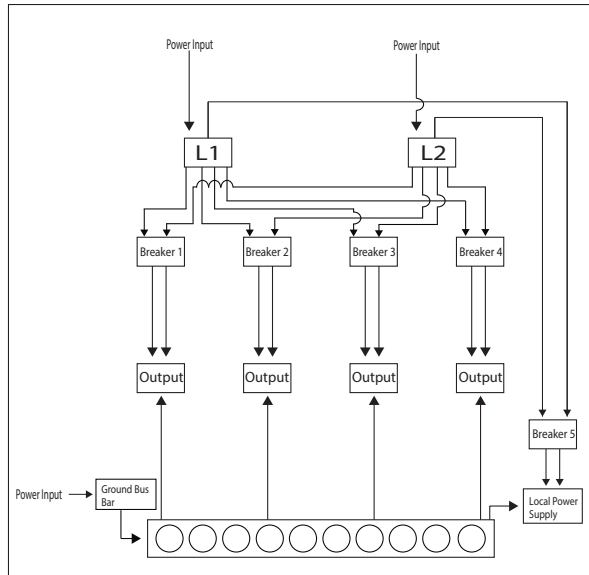 Power Input
Power Input
L1
L2
Breaker 1
Breaker 2
Breaker 3
Breaker 4
Output
Output
Output
Output
Breaker 5
Power Input
Ground Bus
Bar
Local Power
Supply